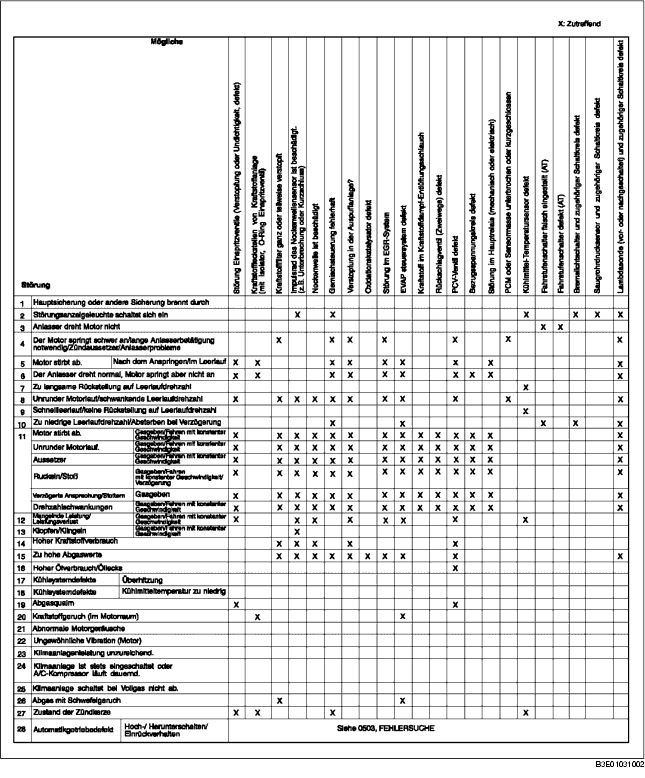 X: Zutreffend
Mögliche
Störung
Störung Einspritzventile (Verstopfung oder Undichtigkeit, defekt)
Kraftstoffleckstellen von Kraftstoffanlage
(mit Isolator, O-Ring Einspritzventil)
Kraftstofffilter ganz oder teilweise verstopft
Impulsrad des Nockenwellensensor ist beschädigt.
(z.B. Unterbrechung oder Kurzschluss)
Nockenwelle ist beschädigt
Gemischsteuerung fehlerhaft
Verstopfung in der Auspuffanlage?
Oxidationskatalysator defekt
Störung im EGR-System
EVAP steuersystem defekt
Kraftstoff im Kraftstoffdampf-Entlüftungsschlauch
Rückschlagventil (Zweiwege) defekt
PCV-Ventil defekt
Bezugsspannungskreis defekt
Störung im Hauptrelais (mechanisch oder elektrisch)
PCM oder Sensormasse unterbrochen oder kurzgeschlossen
Kühlmittel-Temperatursensor defekt
Fahrstufenschalter falsch eingestellt (AT)
Fahrstufenschalter defekt (AT)
Bremslichtschalter und zugehöriger Schaltkreis defekt
Saugrohrdrucksensor und zugehöriger Schaltkreis defekt
Lambdasonde (vor- oder nachgeschaltet) und zugehöriger Schaltkreis defekt
1 Hauptsicherung oder andere Sicherung brennt durch
2 Störungsanzeigeleuchte schaltet sich ein X X X X X X
3 Anlasser dreht Motor nicht X X
4 Der Motor springt schwer an/lange Anlasserbetätigung
notwendig/Zündaussetzer/Anlasserprobleme X X X X X X X
5 Motor stirbt ab. Nach dem Anspringen/im Leerlauf X X X X X X X X X
6 Der Anlasser dreht normal, Motor springt aber nicht an X X X X X X X X X X
7 Zu langsame Rückstellung auf Leerlaufdrehzahl X
8 Unrunder Motorlauf/schwankende Leerlaufdrehzahl X X X X X X X X X X X
9 Schnellleerlauf/keine Rückstellung auf Leerlaufdrehzahl X
10 Zu niedrige Leerlaufdrehzahl/Absterben bei Verzögerung X X X X X
11 Motor stirbt ab. Gasgeben/Fahren mit konstanter
Geschwindigkeit X X X X X X X X X X X X X X
Unrunder Motorlauf. Gasgeben/Fahren mit konstanter
Geschwindigkeit X X X X X X X X X X X X X X
Aussetzer Gasgeben/Fahren mit konstanter
Geschwindigkeit X X X X X X X X X X X X X X
Ruckeln/Stoß Gasgeben/Fahren
mit konstanter Geschwindigkeit/
Verzögerung X X X X X X X X X X X X X X
Verzögerte Ansprechung/Stottern Gasgeben X X X X X X X X X X X X X X
Drehzahlschwankungen Gasgeben/Fahren mit konstanter
Geschwindigkeit X X X X X X X X X X X X X X
12 Mangelnde Leistung/
Leistungsverlust Gasgeben/Fahren mit konstanter
Geschwindigkeit X X X X X X X X
13 Klopfen/Klingeln Gasgeben/Fahren mit konstanter
Geschwindigkeit X
14 Hoher Kraftstoffverbrauch X X X X X
15 Zu hohe Abgaswerte X X X X X X X X X X
16 Hoher Ölverbrauch/Öllecks X
17 Kühlsystemdefekte Überhitzung
18 Kühlsystemdefekte Kühlmitteltemperatur zu niedrig
19 Abgasqualm X X
20 Kraftstoffgeruch (im Motorraum) X X
21 Abnormale Motorgeräusche
22 Ungewöhnliche Vibration (Motor)
23 Klimaanlagenleistung unzureichend.
24 Klimaanlage ist stets eingeschaltet oder
A/C-Kompressor läuft dauernd.
25 Klimaanlage schaltet bei Vollgas nicht ab.
26 Abgas mit Schwefelgeruch X X
27 Zustand der Zündkerze X X X X
28 Automatikgetriebedefekt Hoch-/ Herunterschalten/
Einrückverhalten Siehe 0503, FEHLERSUCHE
B3E01031002